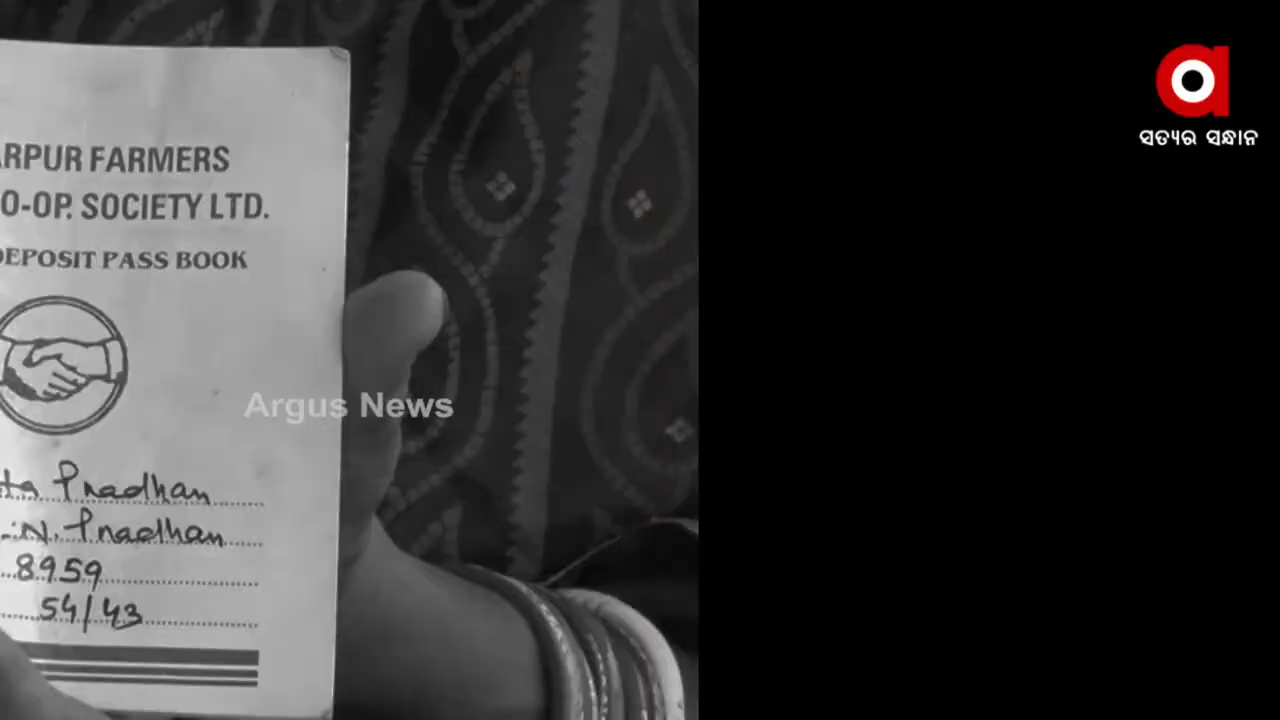 ARPUR FARMERS
O-OP. SOCIETY LTD.
DEPOSIT PASS BOOK
ta Pradhan
.N. Pradhan
8959
54/43
Argus News
a
ସତ୍ୟର ସନ୍ଧାନ